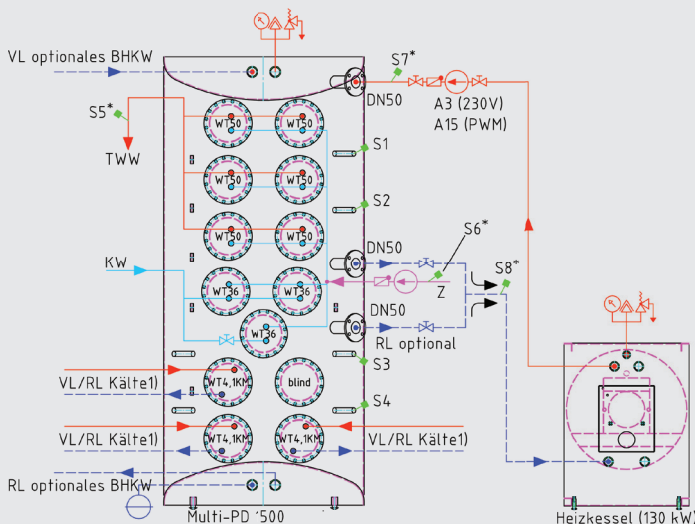 VL optionales BHKW
S7*
DN50
A3 (230V)
A15 (PWM)
S5*
TWW
WT50 WT50
S1
WT50 WT50
S2
WT50 WT50
DN50
S6*
KW
Z
S8*
WT36 WT36
DN50
RL optional
WT36
S3
WT4,1KM
blind
VL/RL Kälte1)
S4
WT4,1KM WT4,1KM
VL/RL Kälte1)
VL/RL Kälte1)
RL optionales BHKW
Multi-PD ´500
Heizkessel (130 kW)